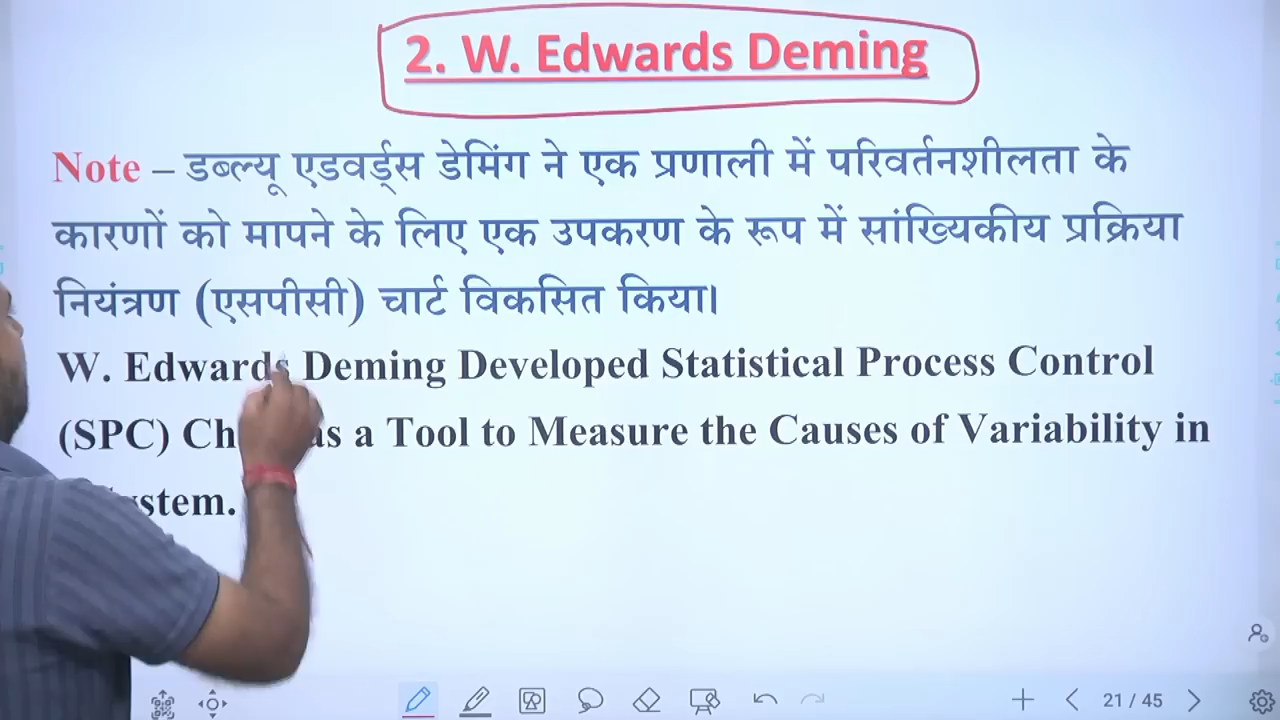 2. W. Edwards Deming
Note – डब्ल्यू एडवर्ड्स डेमिंग ने एक प्रणाली में परिवर्तनशीलता के
कारणों को मापने के लिए एक उपकरण के रूप में सांख्यिकीय प्रक्रिया
नियंत्रण (एसपीसी) चार्ट विकसित किया।
W. Edwards Deming Developed Statistical Process Control
(SPC) as a Tool to Measure the Causes of Variability in
21 / 45